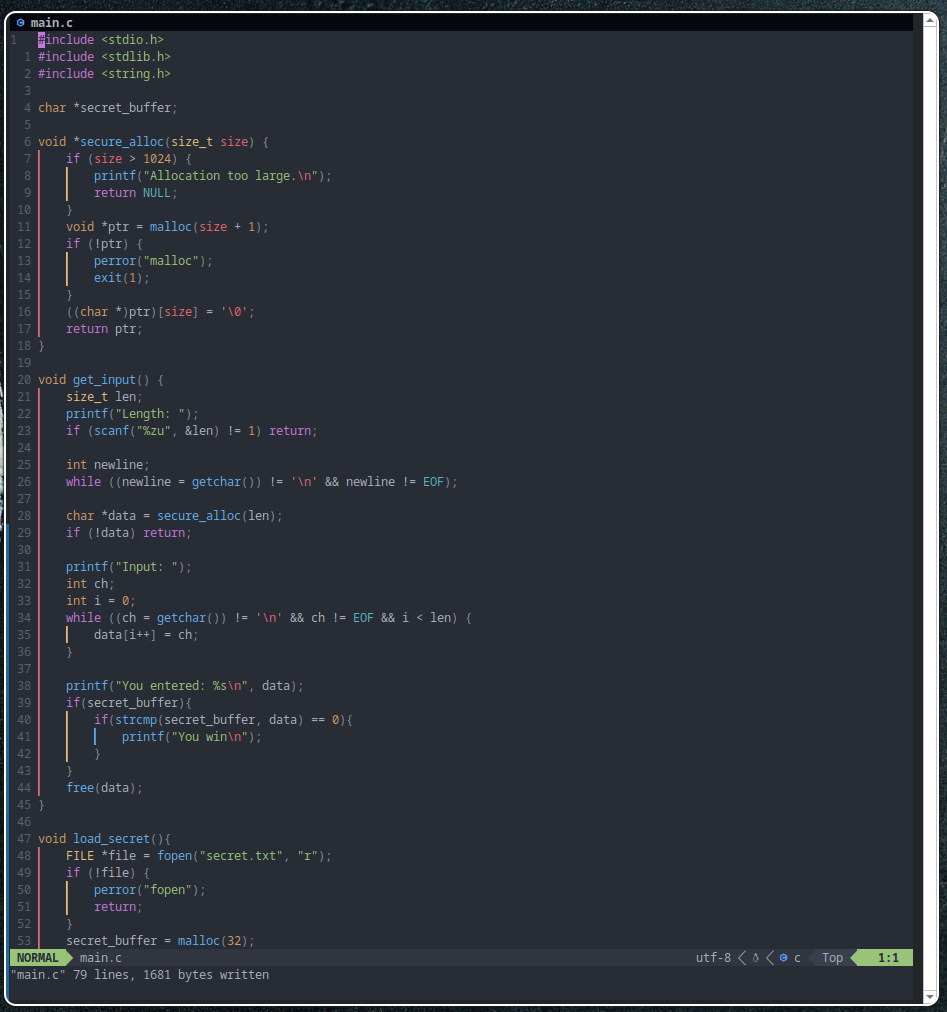 main.c
1 #include <stdio.h>
1 #include <stdlib.h>
2 #include <string.h>
3
4 char *secret_buffer;
5
6 void *secure_alloc(size_t size) {
7     if (size > 1024) {
8         printf("Allocation too large.\n");
9         return NULL;
10     }
11     void *ptr = malloc(size + 1);
12     if (!ptr) {
13         perror("malloc");
14         exit(1);
15     }
16     ((char *)ptr)[size] = '\0';
17     return ptr;
18 }
19
20 void get_input() {
21     size_t len;
22     printf("Length: ");
23     if (scanf("%zu", &len) != 1) return;
24
25     int newline;
26     while ((newline = getchar()) != '\n' && newline != EOF);
27
28     char *data = secure_alloc(len);
29     if (!data) return;
30
31     printf("Input: ");
32     int ch;
33     int i = 0;
34     while ((ch = getchar()) != '\n' && ch != EOF && i < len) {
35         data[i++] = ch;
36     }
37
38     printf("You entered: %s\n", data);
39     if(secret_buffer){
40         if(strcmp(secret_buffer, data) == 0){
41             printf("You win\n");
42         }
43     }
44     free(data);
45 }
46
47 void load_secret(){
48     FILE *file = fopen("secret.txt", "r");
49     if (!file) {
50         perror("fopen");
51         return;
52     }
53     secret_buffer = malloc(32);
NORMAL main.c utf-8 c Top 1:1
"main.c" 79 lines, 1681 bytes written